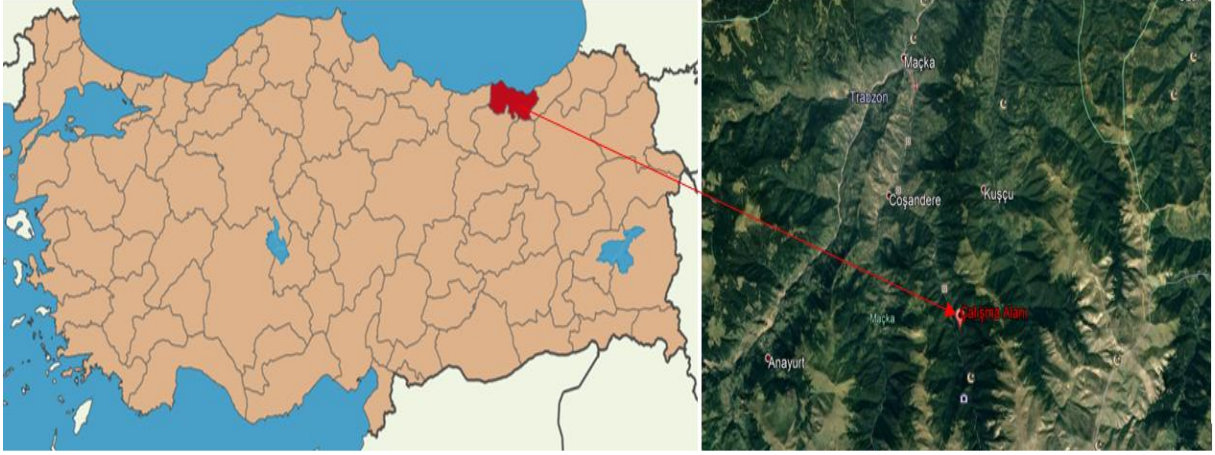 Maçka
Trabzon
Coşandere
Kuşçu
Çalışma Alanı
Maçka
Anayurt